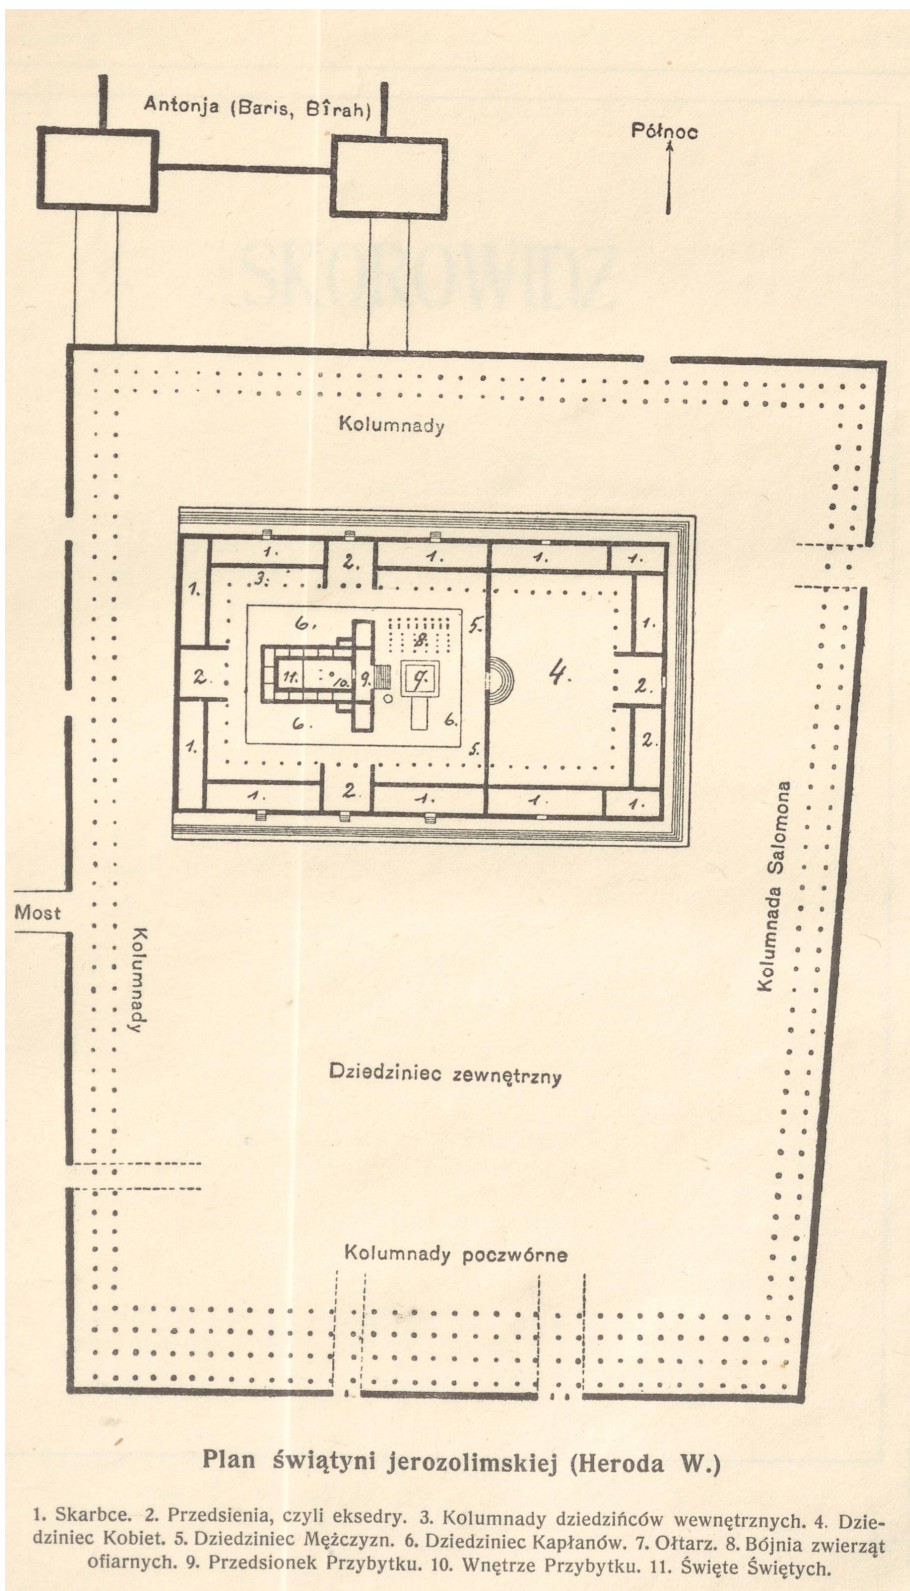 Antonja (Baris, Bîrah)
Północ
Kolumnady
1.
2.
1.
1.
1.
3.
1.
6.
5.
8.
1.
4.
2.
11.
10.
9.
7.
2.
6.
6.
5.
1.
2.
1.
2.
1.
1.
1.
Kolumnada Salomona
Most
Kolumnady
Dziedziniec zewnętrzny
Kolumnady poczwórne
Plan świątyni jerozolimskiej (Heroda W.)
1. Skarbce. 2. Przedsienia, czyli eksedry. 3. Kolumnady dziedzińców wewnętrznych. 4. Dzie-
dziniec Kobiet. 5. Dziedziniec Mężczyzn. 6. Dziedziniec Kapłanów. 7. Ołtarz. 8. Bójnia zwierząt
ofiarnych. 9. Przedsionek Przybytku. 10. Wnętrze Przybytku. 11. Święte Świętych.
SKOROWIDZ